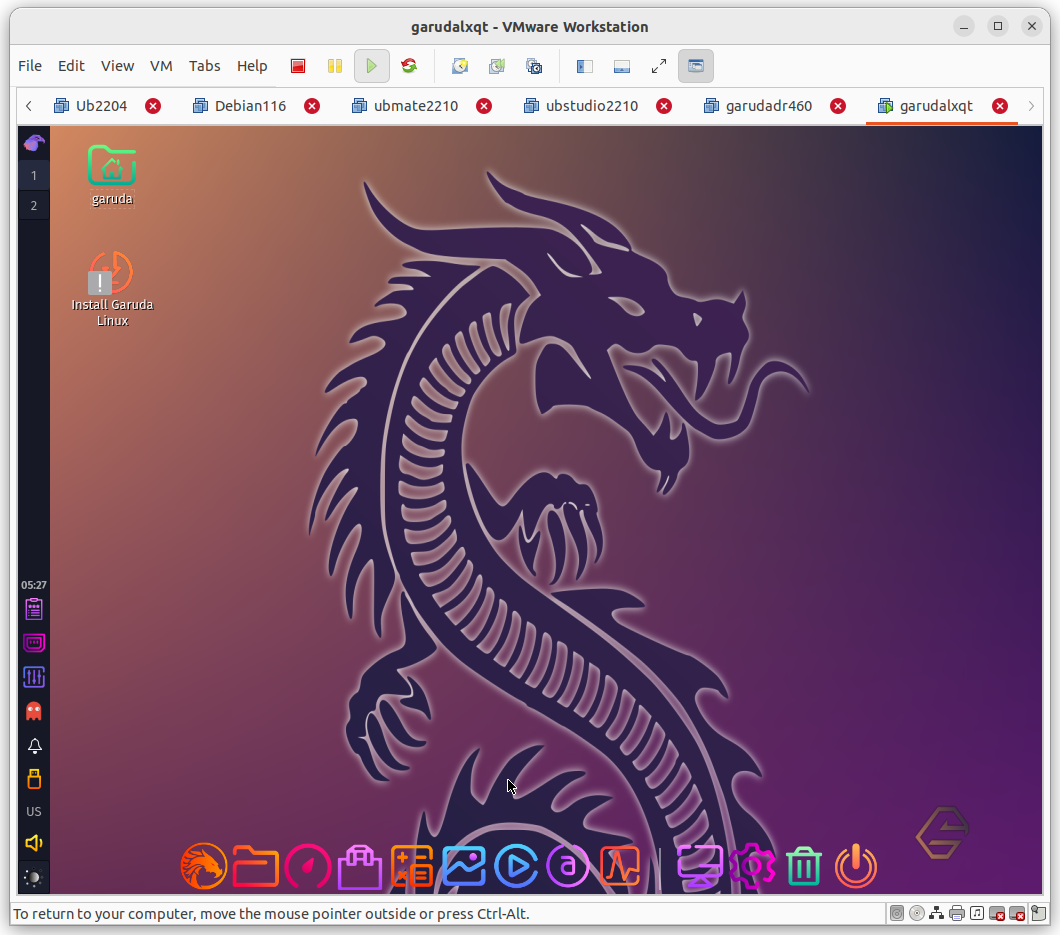 garudalxqt - VMware Workstation
File Edit View VM Tabs Help
Ub2204 Debian116 ubmate2210 ubstudio2210 garudadr460 garudalxqt
1
2
garuda
Install Garuda
Linux
05:27
US
To return to your computer, move the mouse pointer outside or press Ctrl-Alt.